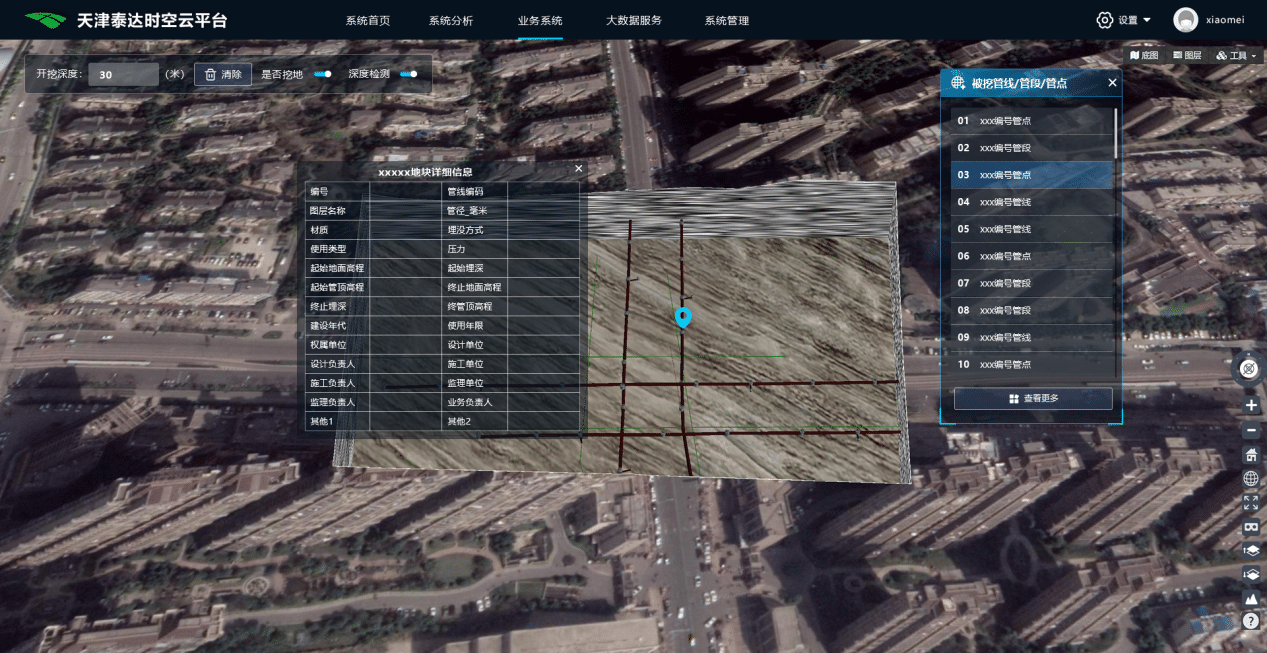 天津泰达时空云平台 系统首页 系统分析 业务系统 大数据服务 系统管理 设置 xiaomei
底图 图层 工具
开挖深度: 30 (米) 清除 是否挖地 深度检测
被挖管线/管段/管点
01 xxx编号管点
02 xxx编号管段
03 xxx编号管点
04 xxx编号管线
05 xxx编号管线
06 xxx编号管点
07 xxx编号管段
08 xxx编号管段
09 xxx编号管线
10 xxx编号管点
查看更多
xxxxx地块详细信息
编号 管线编码
图层名称 管径_毫米
材质 埋没方式
使用类型 压力
起始地面高程 起始埋深
起始管顶高程 终止地面高程
终止埋深 终管顶高程
建设年代 使用年限
权属单位 设计单位
设计负责人 施工单位
施工负责人 监理单位
监理负责人 业务负责人
其他1 其他2